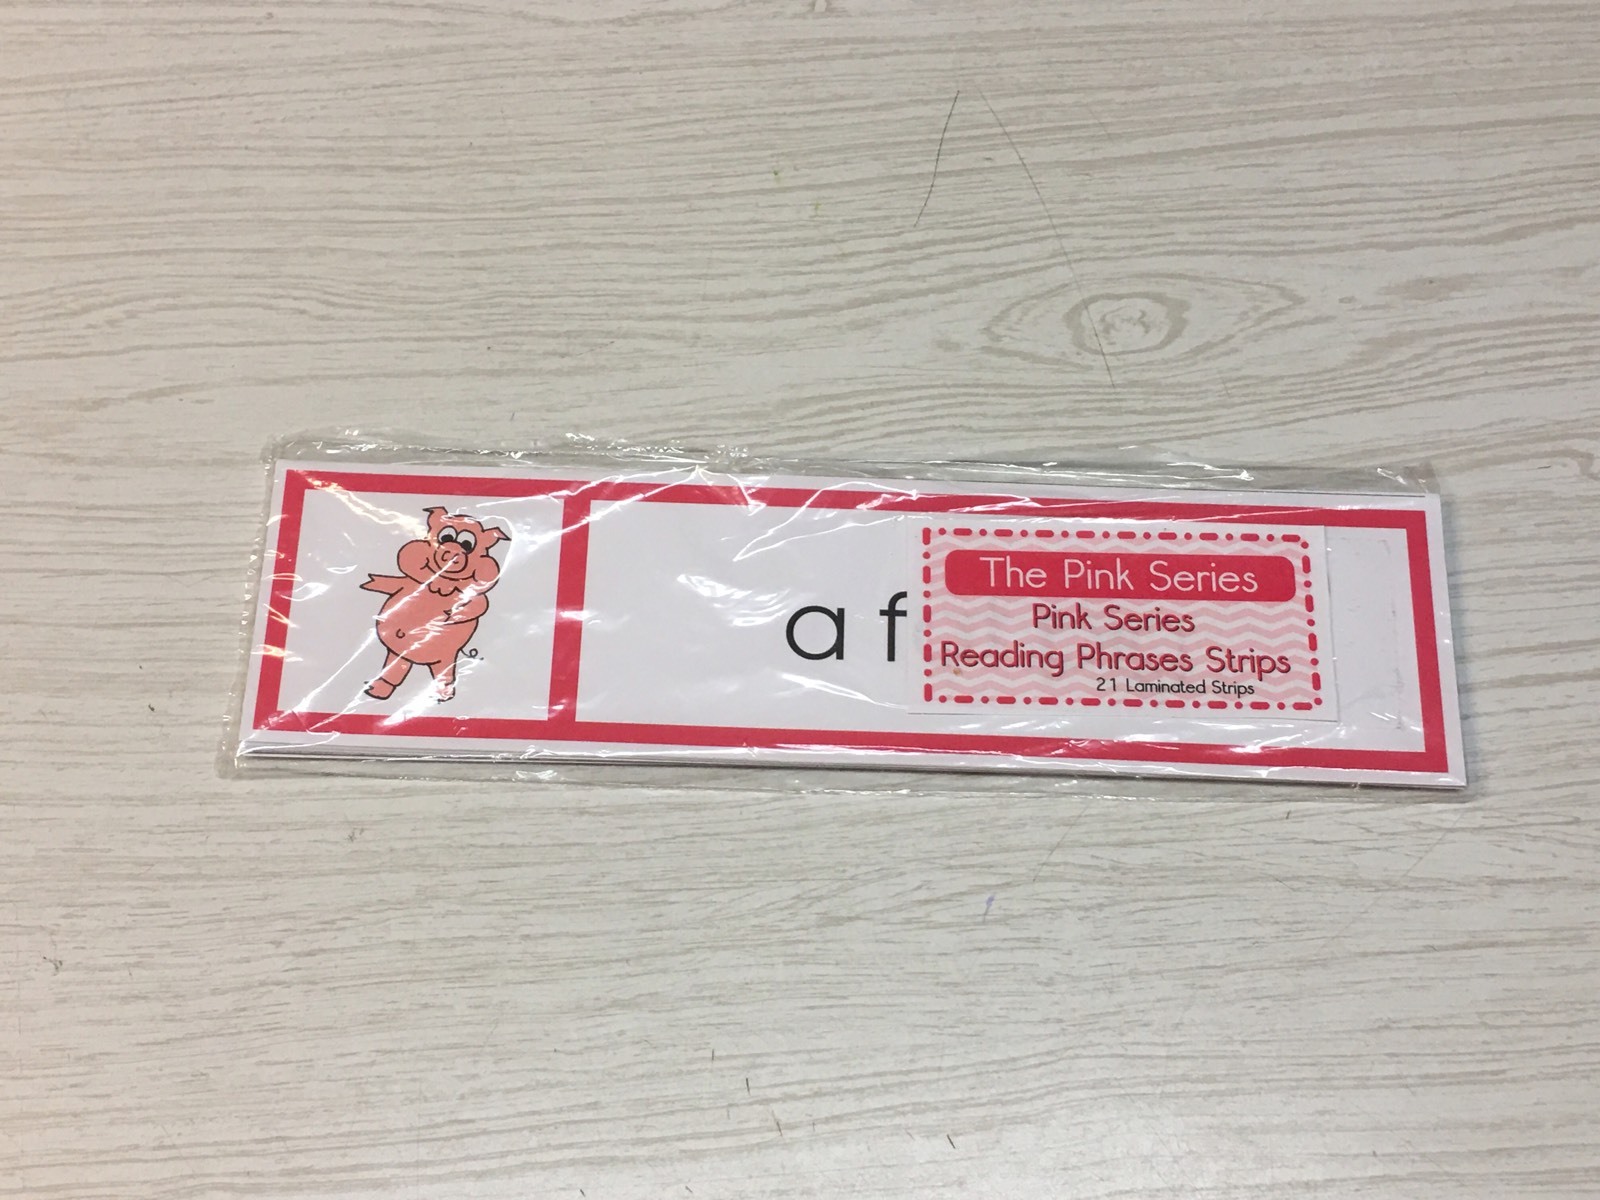 a f
The Pink Series
Pink Series
Reading Phrases Strips
21 Laminated Strips